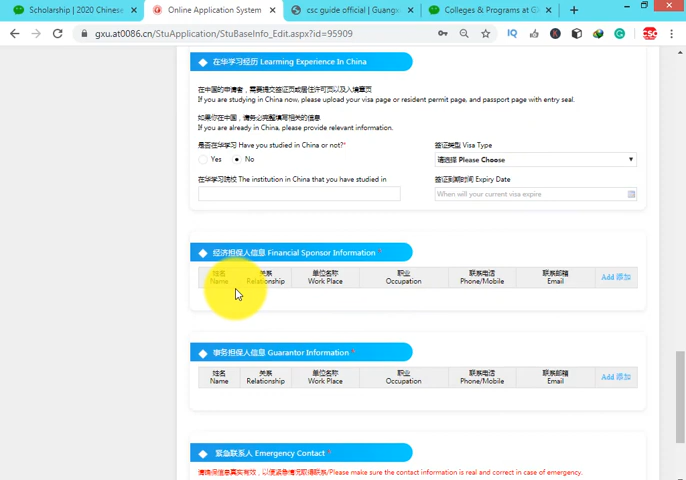 Scholarship | 2020 Chinese
Online Application System
csc guide official | Guangx
Colleges & Programs at G
gxu.at0086.cn/StuApplication/StuBaseInfo_Edit.aspx?id=95909
IQ
CSC
在华学习经历 Learming Experience In China
在中国的申请者，需要提交签证页或居住许可页以及入境章页
If you are studying in China now, please upload your visa page or resident permit page, and passport page with entry seal.
如果你在中国，请务必完整填写相关的信息
If you are already in China, please provide relevant information.
是否在华学习 Have you studied in China or not?*
签证类型 Visa Type
Yes No
请选择 Please Choose
在华学习院校 The institution in China that you have studied in
签证到期时间 Expiry Date
When will your current visa expire
经济担保人信息 Financial Sponsor Information *
姓名 关系 单位名称 职业 联系电话 联系邮箱
Name Relationship Work Place Occupation Phone/Mobile Email Add 添加
事务担保人信息 Guarantor Information *
姓名 关系 单位名称 职业 联系电话 联系邮箱
Name Relationship Work Place Occupation Phone/Mobile Email Add 添加
紧急联系人 Emergency Contact *
请确保信息真实有效，以便紧急情况取得联系/Please make sure the contact information is real and correct in case of emergency.